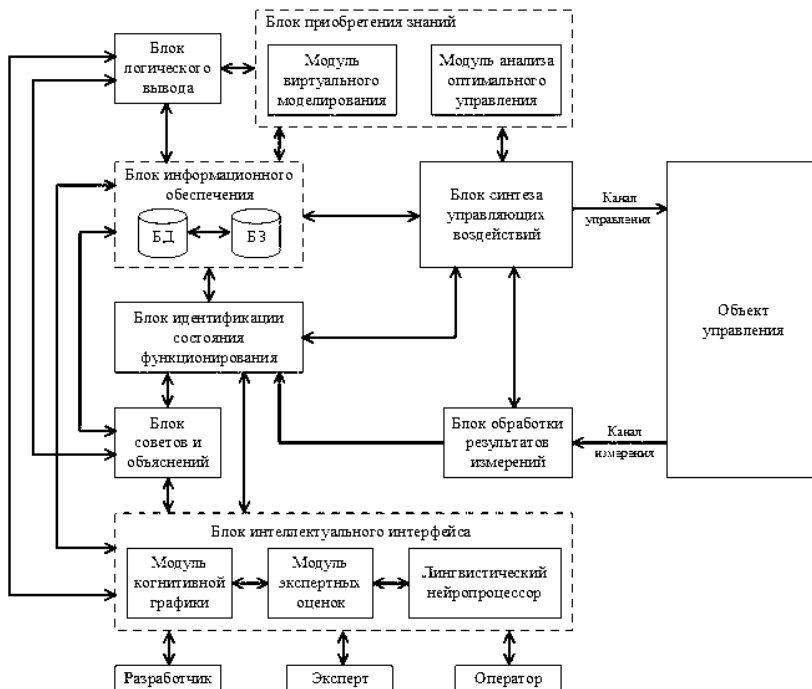 Блок приобретения знаний
Блок
логического
вывода
Модуль
виртуального
моделирования
Модуль анализа
оптимального
управления
Блок информационного
обеспечения
БД
БЗ
Блок синтеза
управляющих
воздействий
Канал
управления
Объект
управления
Блок идентификации
состояния
функционирования
Блок
советов и
объяснений
Блок обработки
результатов
измерений
Канал
измерения
Блок интеллектуального интерфейса
Модуль
когнитивной
графики
Модуль
экспертных
оценок
Лингвистический
нейропроцессор
Разработчик
Эксперт
Оператор